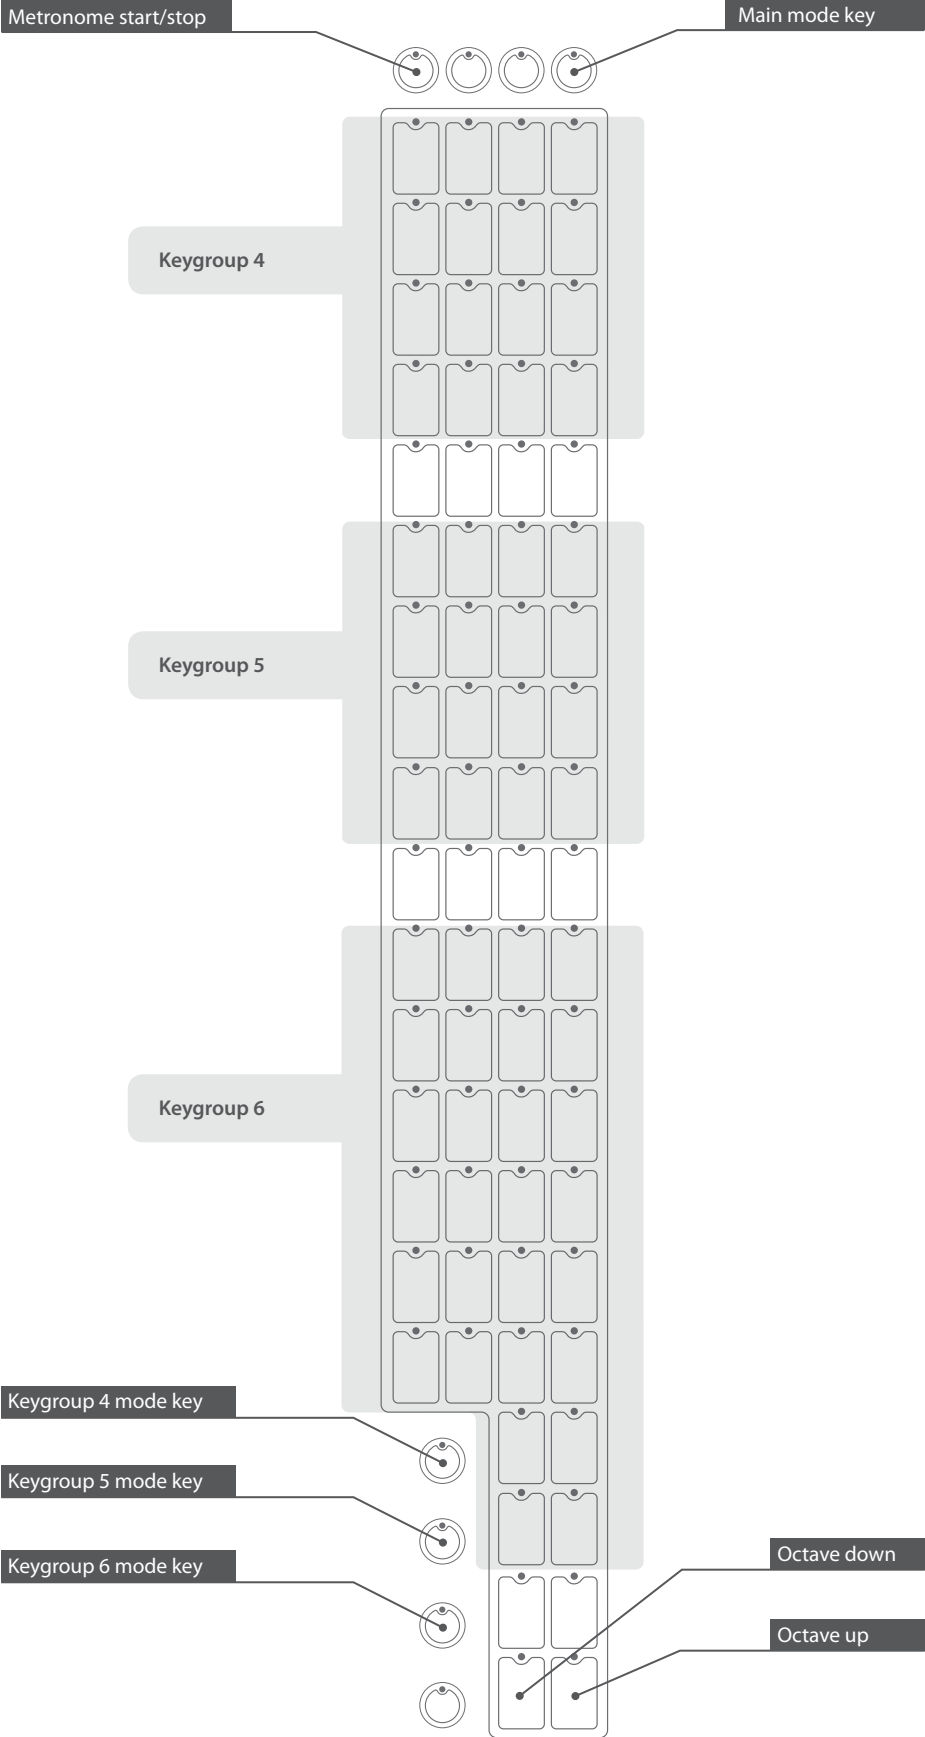 Metronome start/stop
Main mode key
Keygroup 4
Keygroup 5
Keygroup 6
Keygroup 4 mode key
Keygroup 5 mode key
Octave down
Keygroup 6 mode key
Octave up